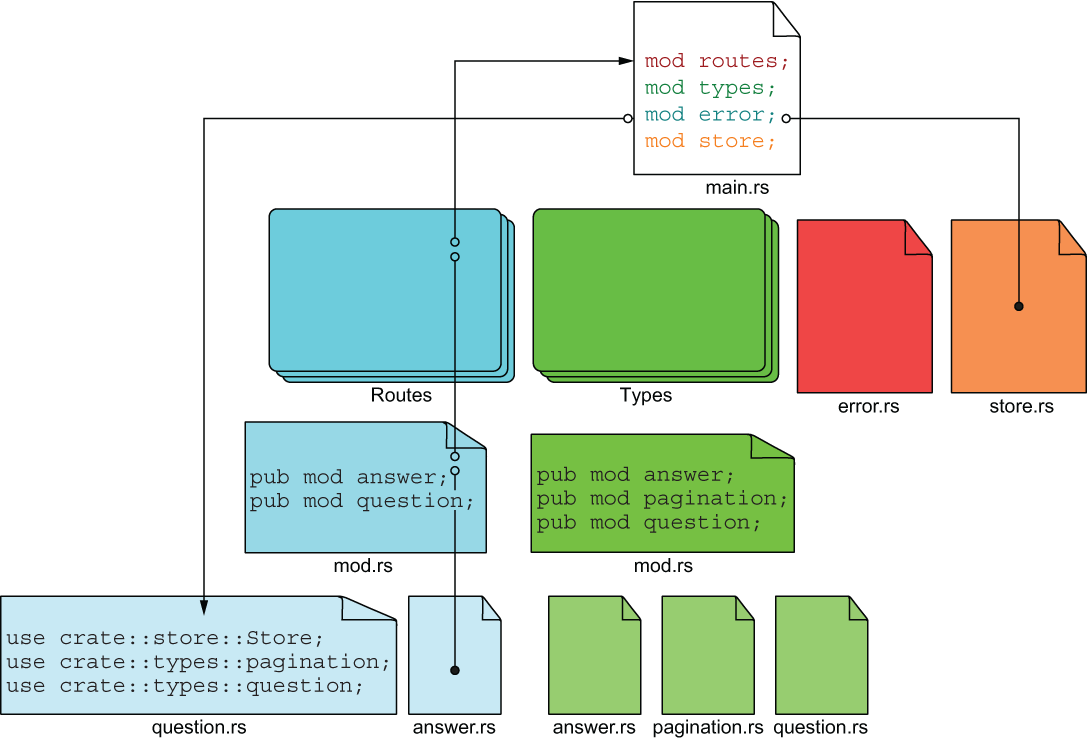 mod routes;
mod types;
mod error;
mod store;
main.rs
Routes
Types
error.rs
store.rs
pub mod answer;
pub mod question;
mod.rs
pub mod answer;
pub mod pagination;
pub mod question;
mod.rs
use crate::store::Store;
use crate::types::pagination;
use crate::types::question;
question.rs
answer.rs
answer.rs
pagination.rs
question.rs